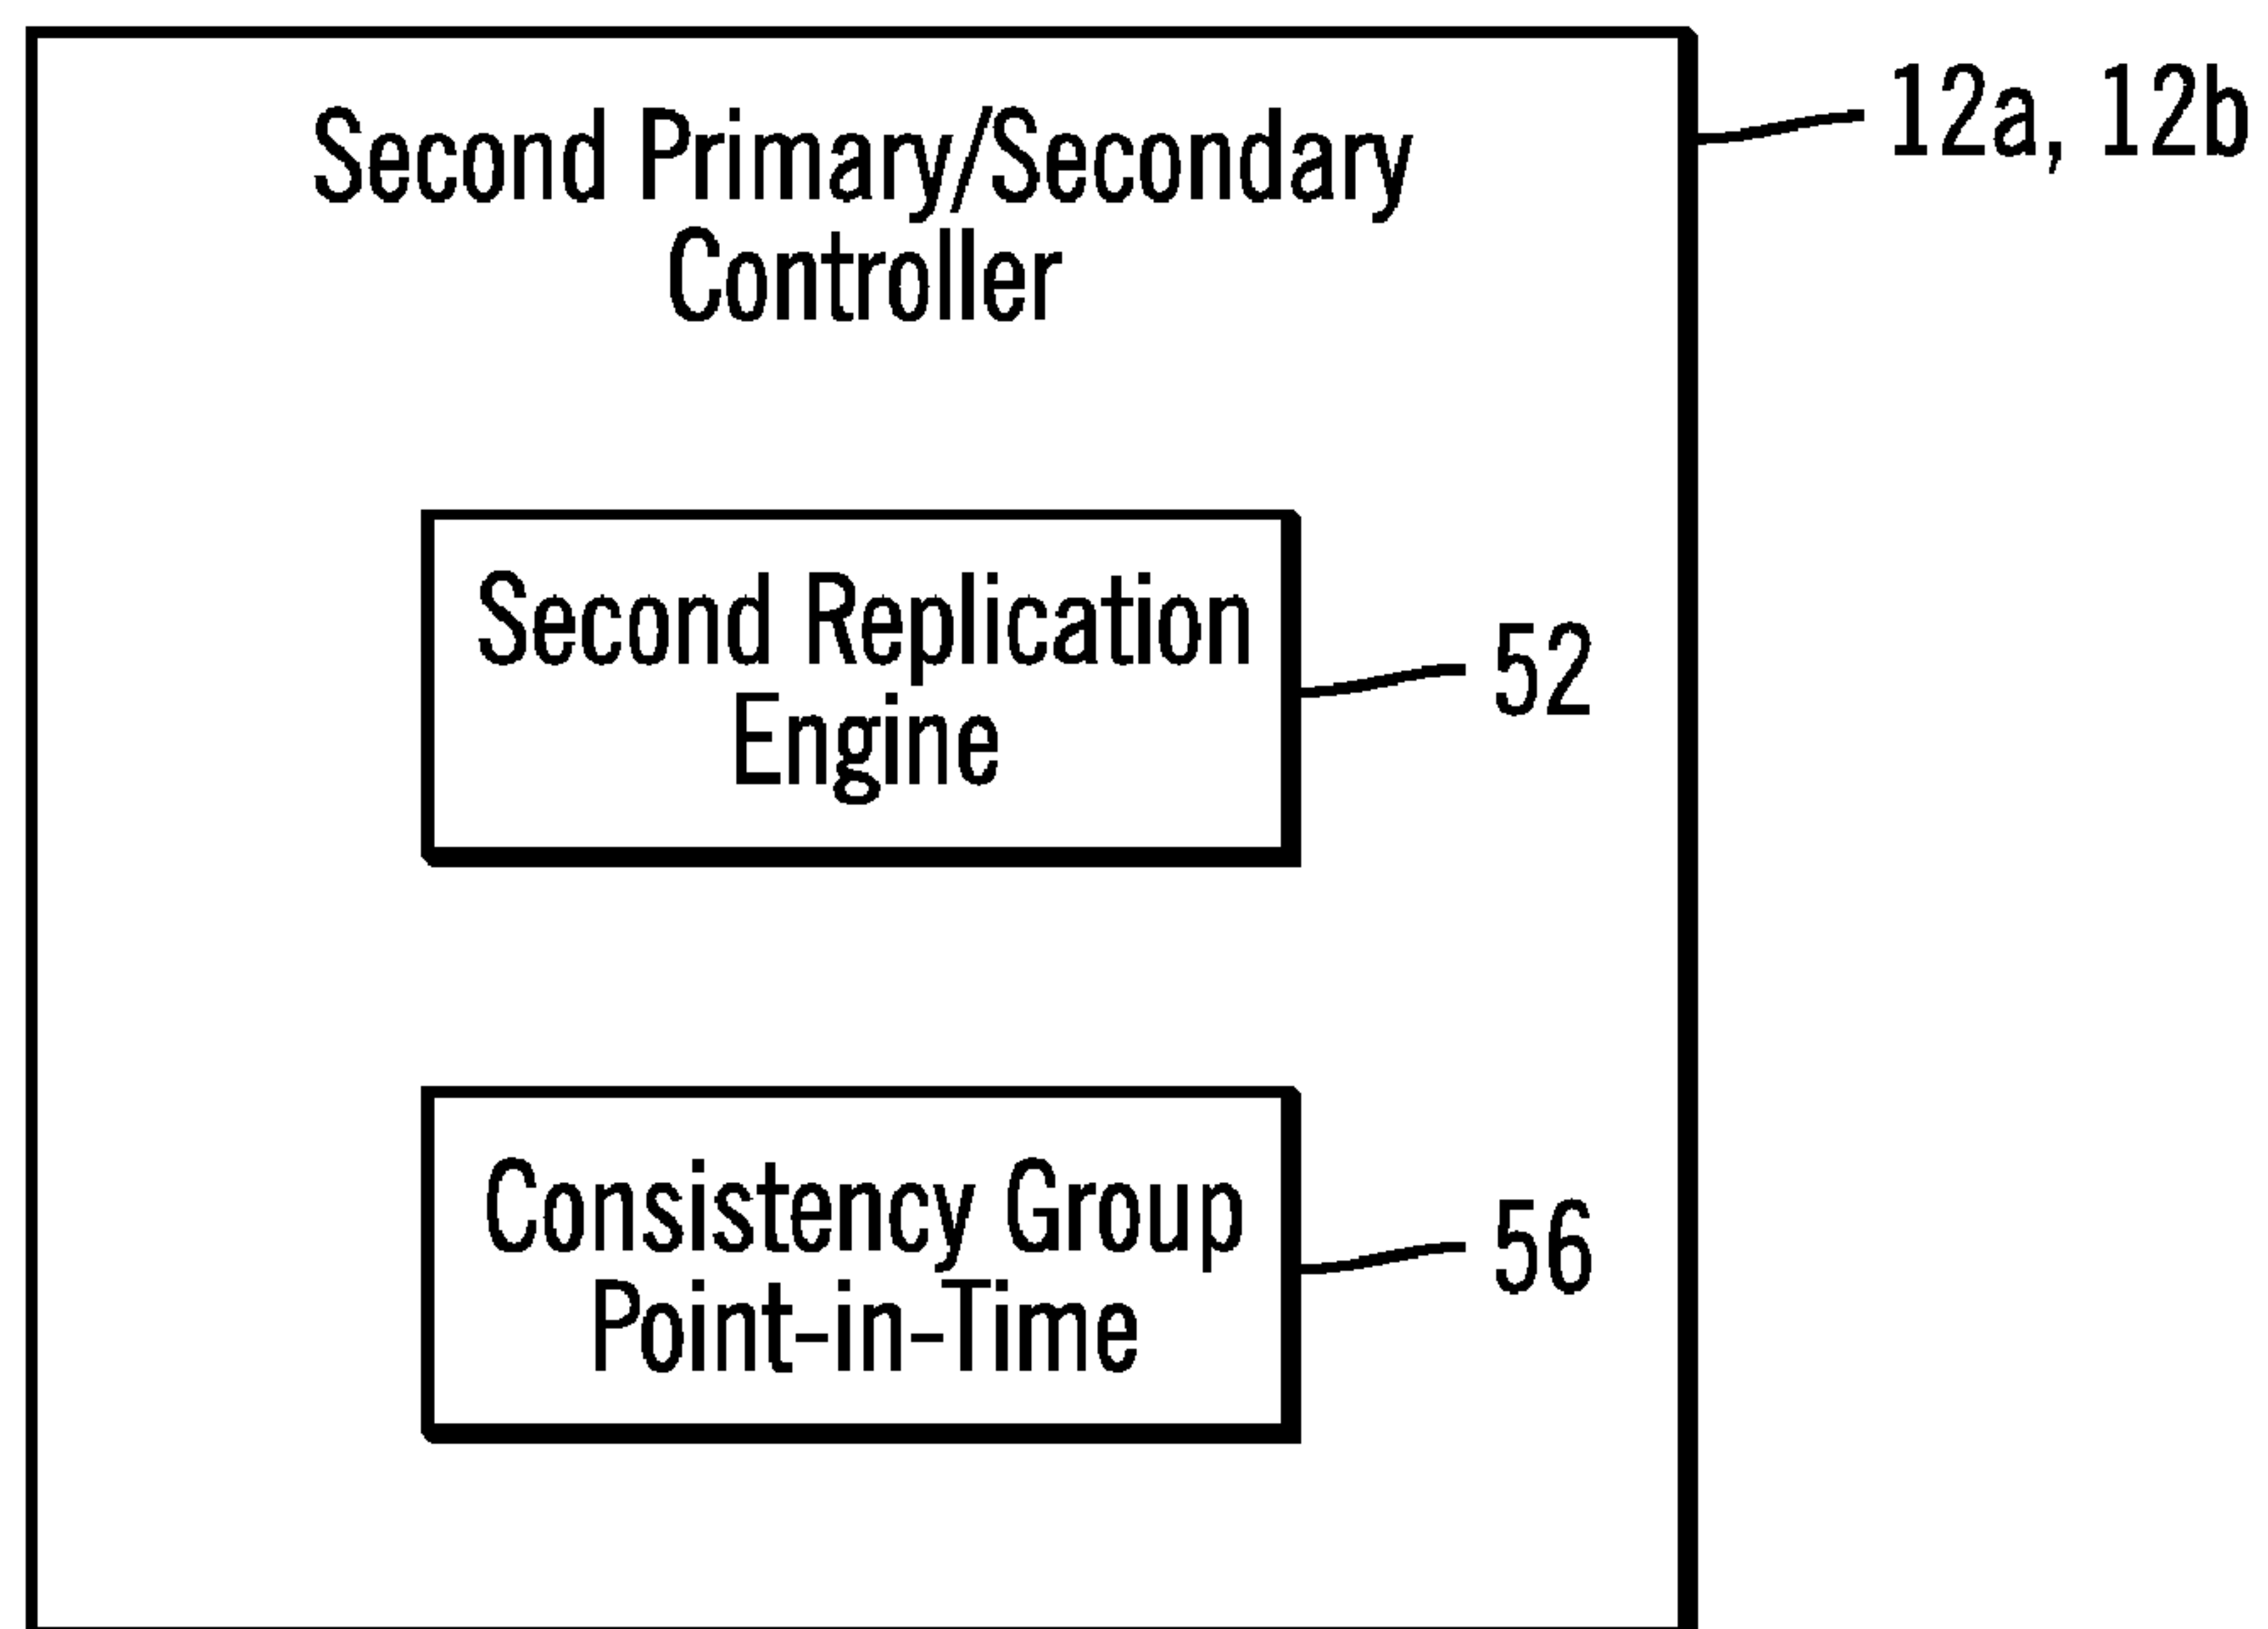 Second Primary/Secondary
Controller
12a, 12b
Second Replication
Engine
52
Consistency Group
Point-in-Time
56